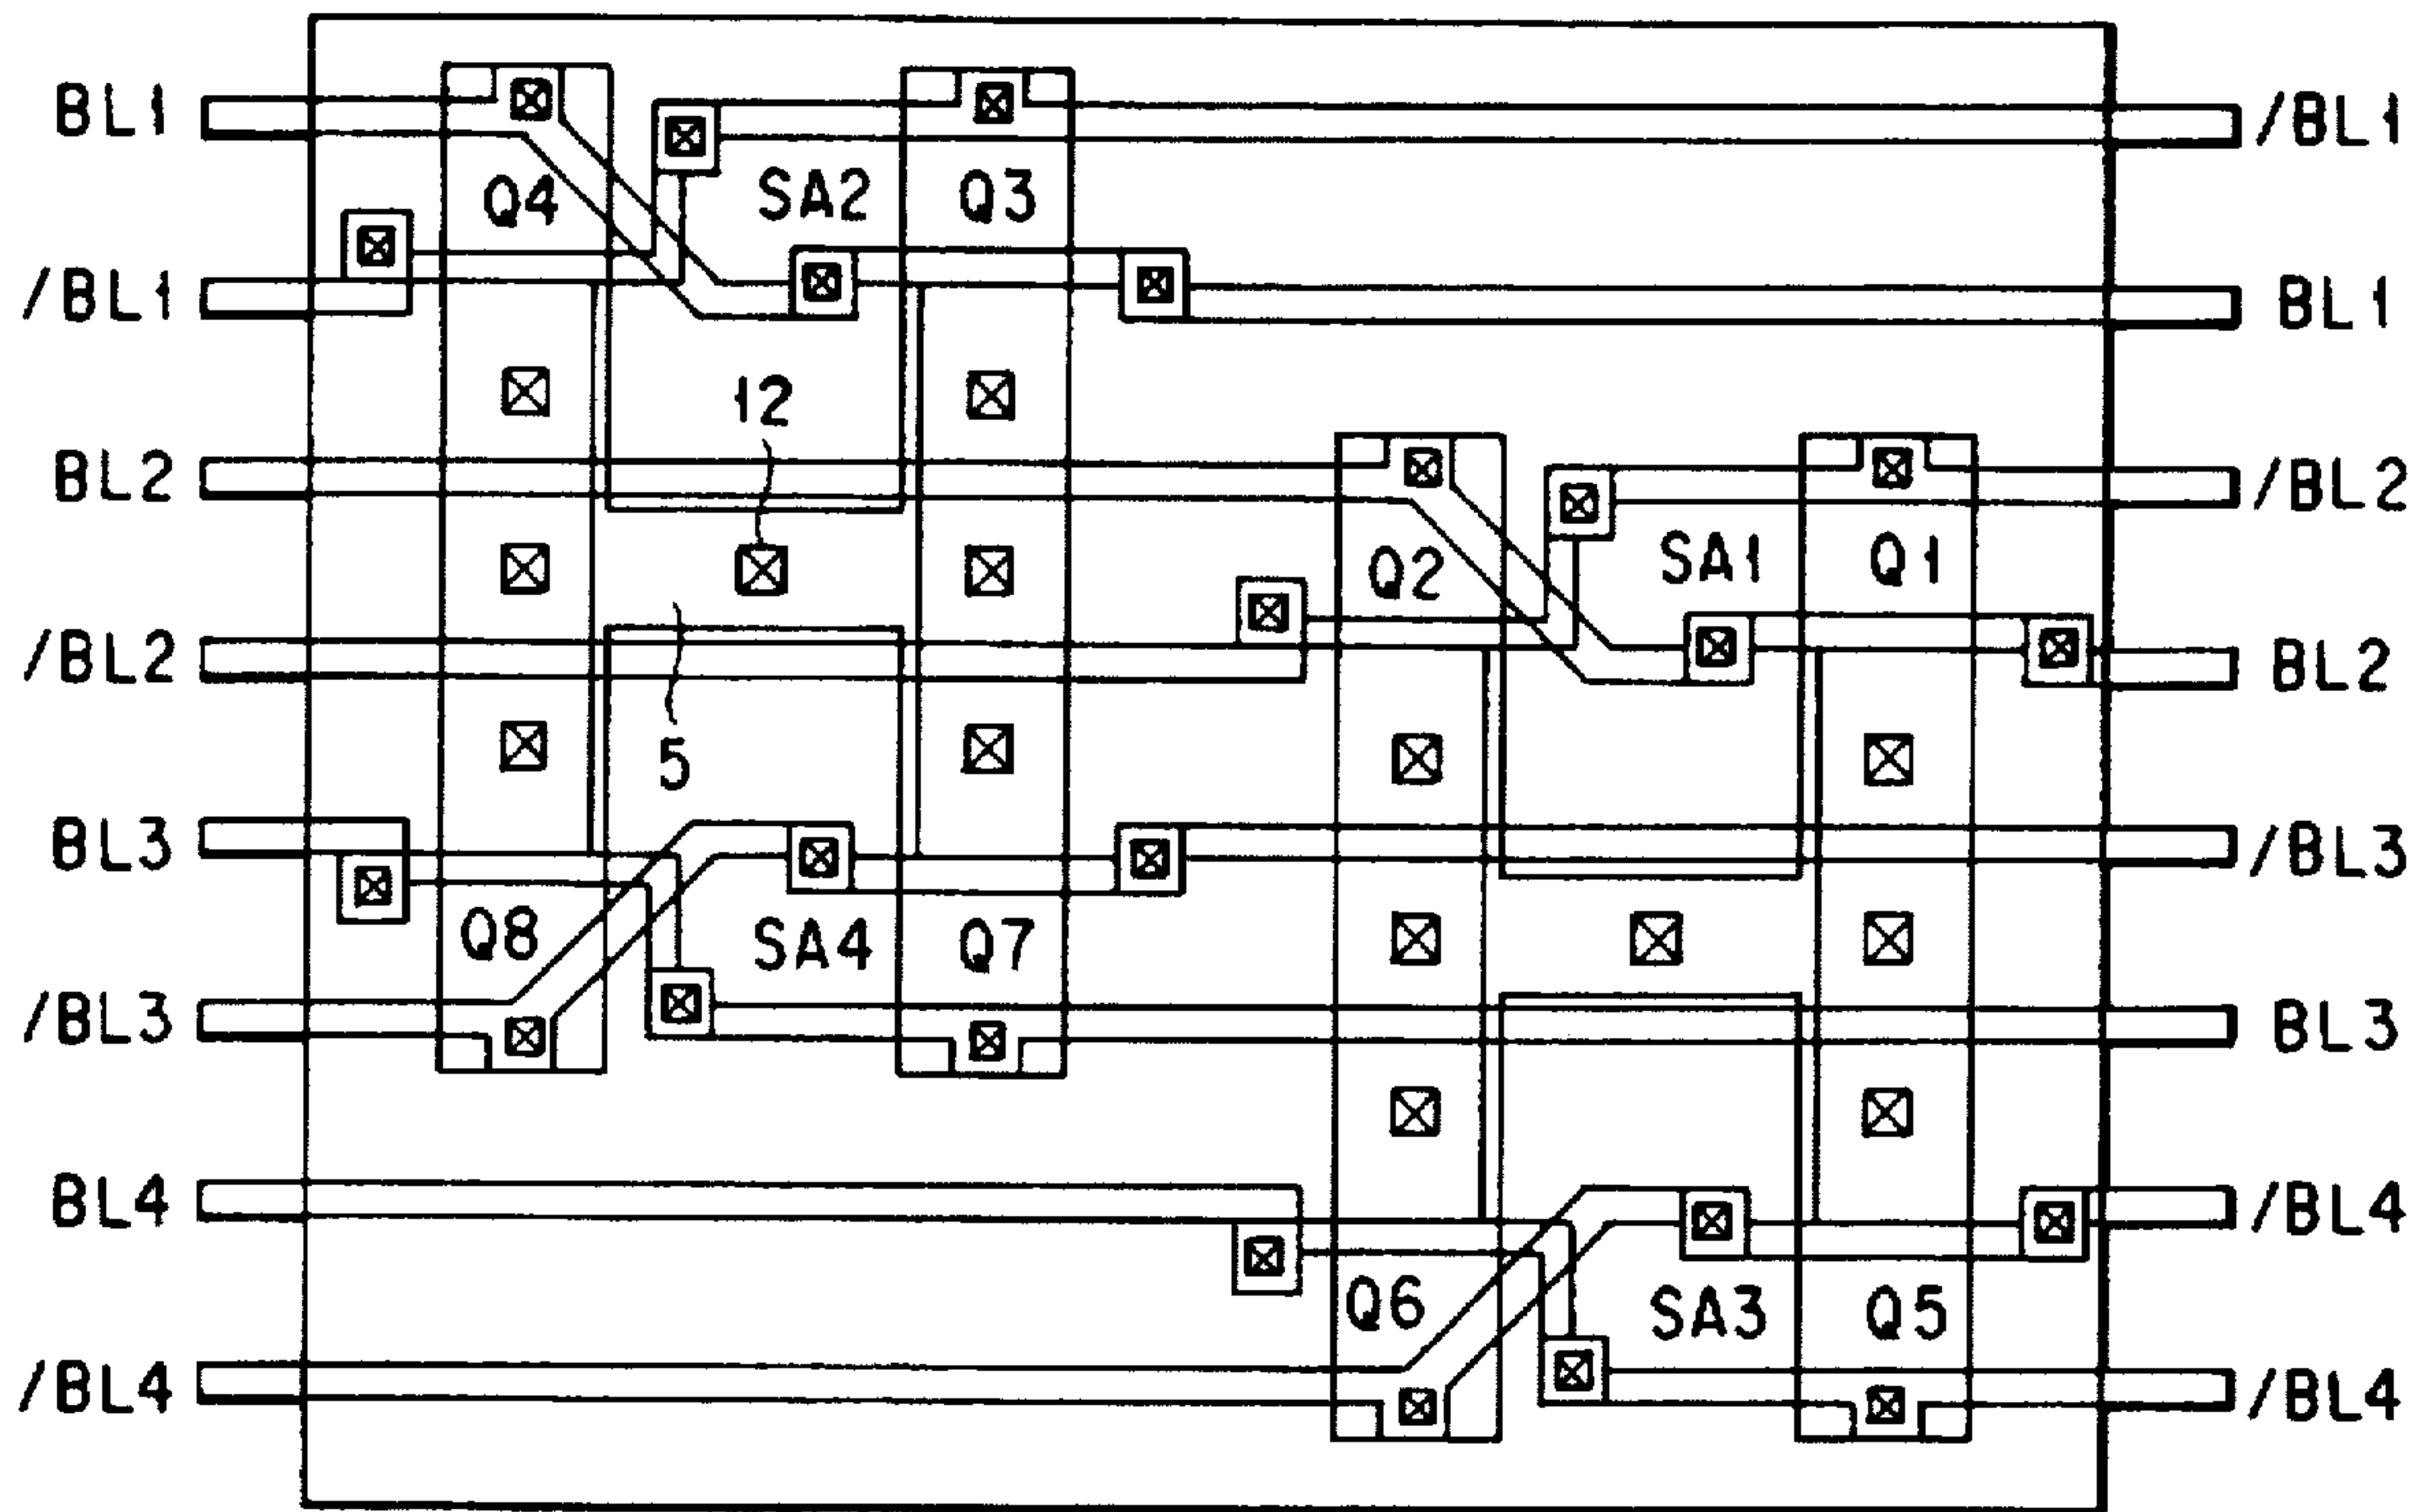 BL1
/BL1
Q4 SA2 Q3
/BL1
BL1
12
BL2
/BL2
Q2 SA1 Q1
/BL2
BL2
5
BL3
/BL3
Q8 SA4 Q7
/BL3
BL3
BL4
/BL4
Q6 SA3 Q5
/BL4
/BL4